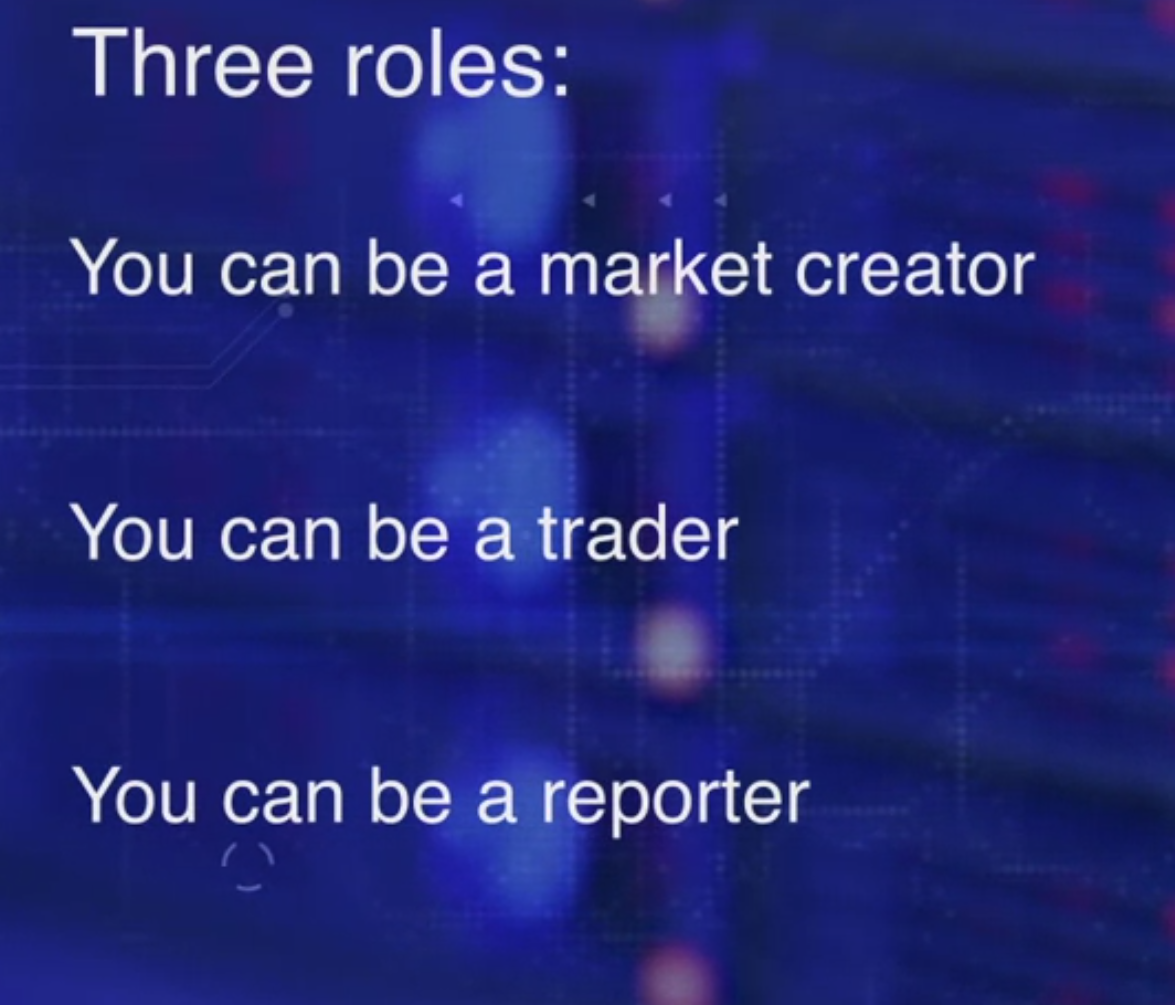 Three roles:
You can be a market creator
You can be a trader
You can be a reporter